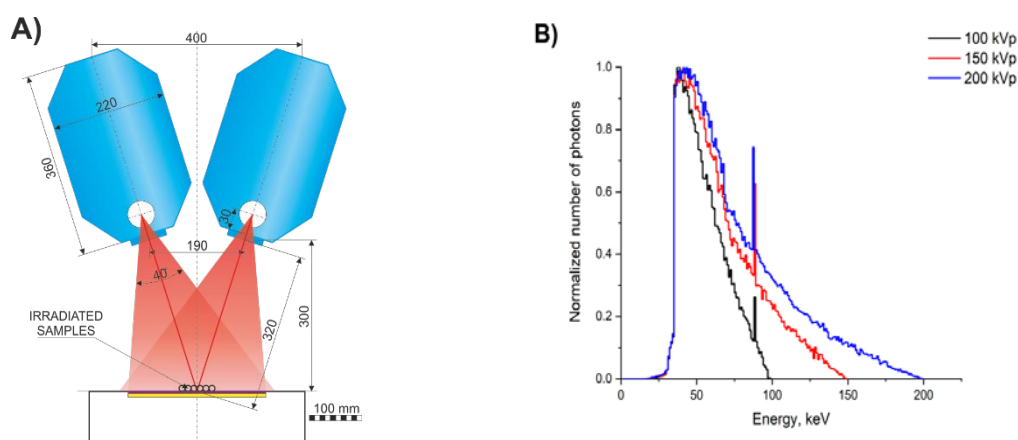 A)
400
220
360
30
190
40
IRRADIATED
SAMPLES
320
300
100 mm
B)
100 kVp
150 kVp
200 kVp
Normalized number of photons
1.0
0.8
0.6
0.4
0.2
0.0
0 50 100 150 200 250
Energy, keV